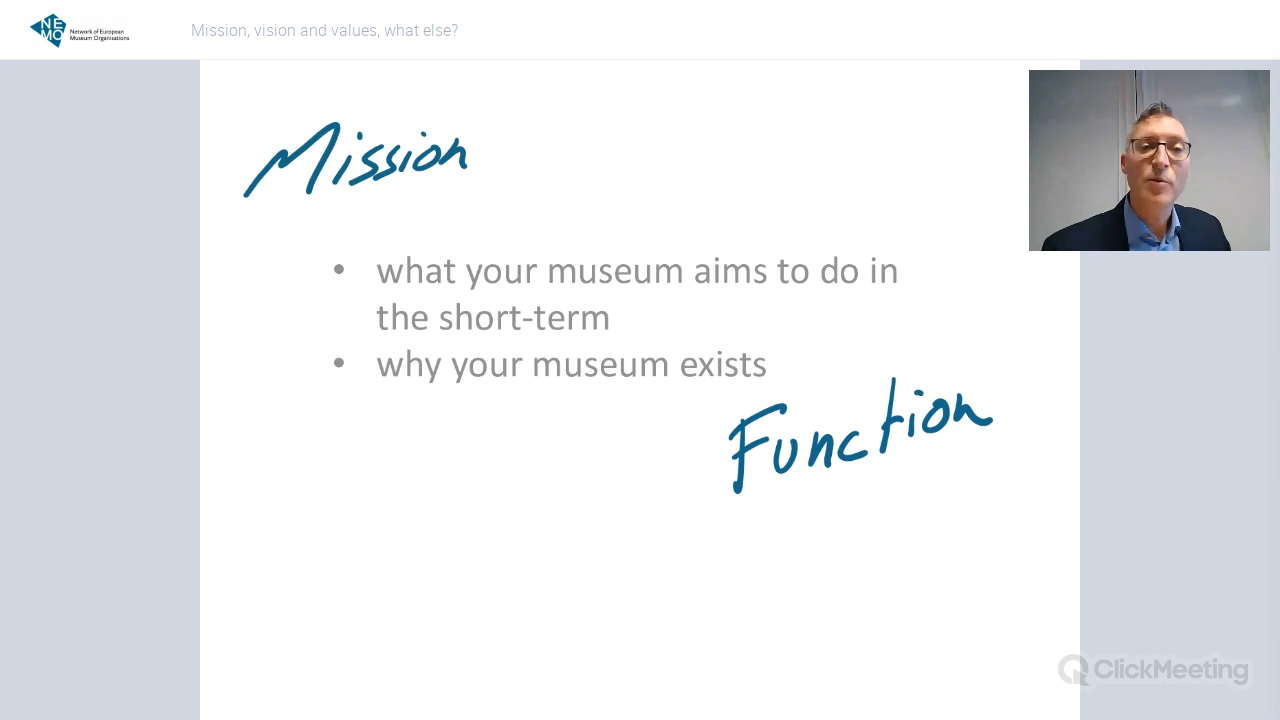 NE
MO
Network of European
Museum Organisations
Mission, vision and values, what else?
Mission
• what your museum aims to do in
the short-term
• why your museum exists
Function
ClickMeeting